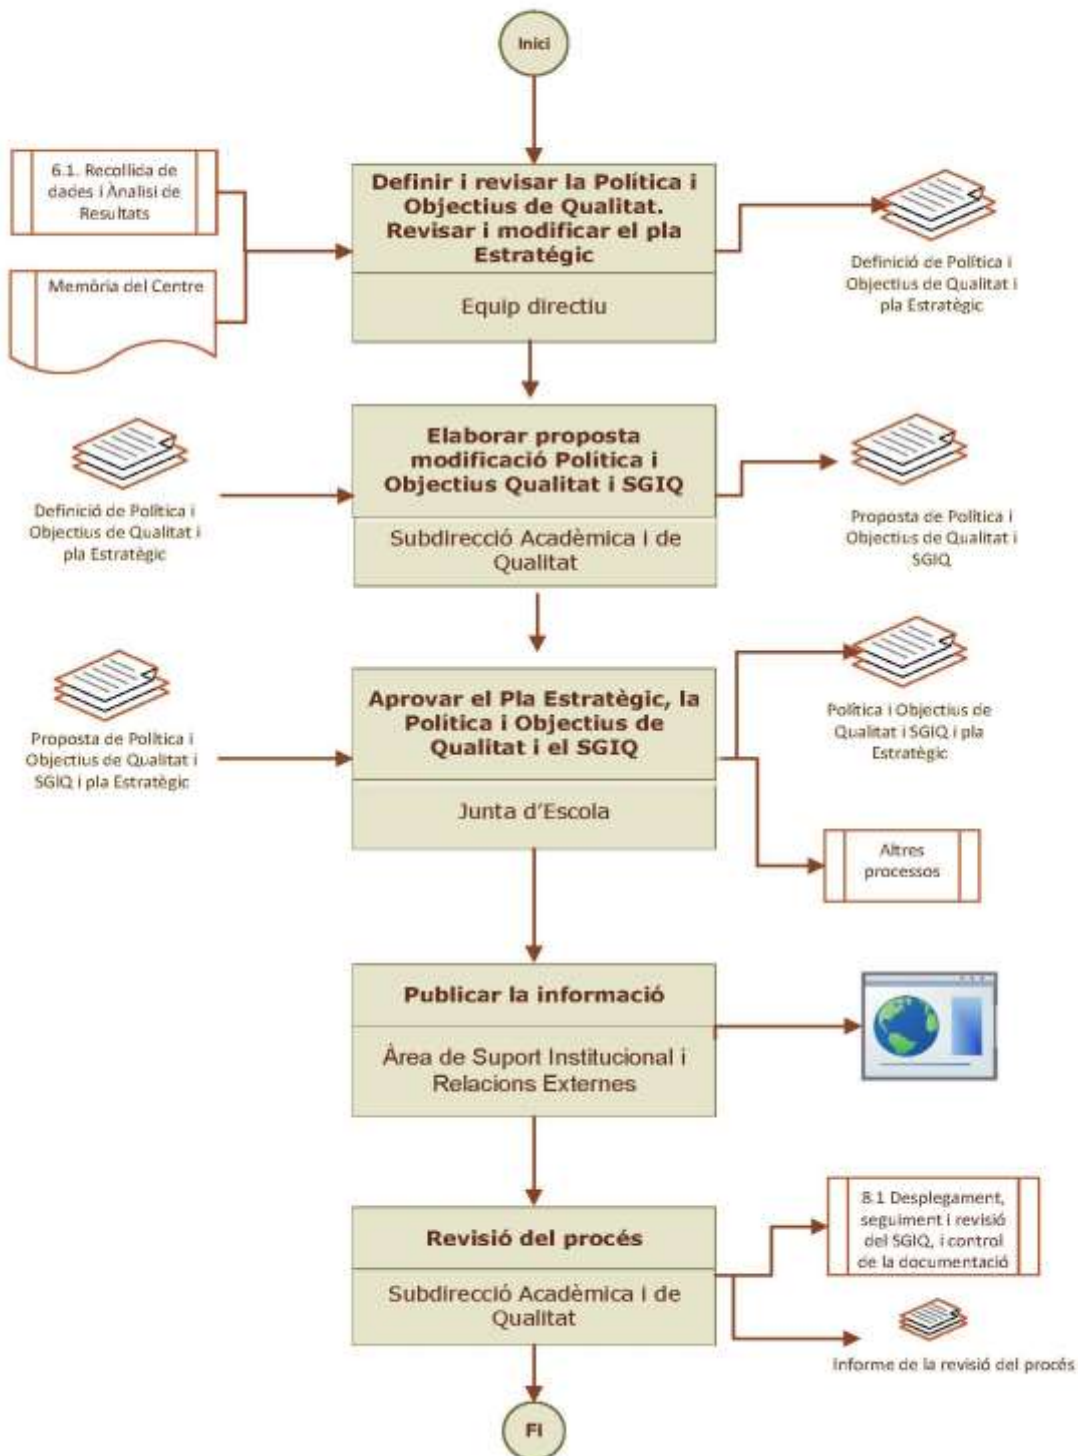 Inici
6.1. Recollida de
dades i Ànalisi de
Resultats
Memòria del Centre
Definir i revisar la Política i
Objectius de Qualitat.
Revisar i modificar el pla
Estratégic
Equip directiu
Definició de Política i
Objectius de Qualitat i
pla Estratègic
Definició de Política i
Objectius de Qualitat i
pla Estratègic
Elaborar proposta
modificació Política i
Objectius Qualitat i SGIQ
Subdirecció Acadèmica i de
Qualitat
Proposta de Política i
Objectius de Qualitat i
SGIQ
Proposta de Política i
Objectius de Qualitat i
SGIQ i pla Estratègic
Aprovar el Pla Estratègic, la
Política i Objectius de
Qualitat i el SGIQ
Junta d'Escola
Política i Objectius de
Qualitat i SGIQ i pla
Estratègic
Altres
processos
Publicar la informació
Àrea de Suport Institucional i
Relacions Externes
Revisió del procés
Subdirecció Acadèmica i de
Qualitat
8.1 Desplegament,
seguiment i revisió
del SGIQ, i control
de la documentació
Informe de la revisió del procés
Fi